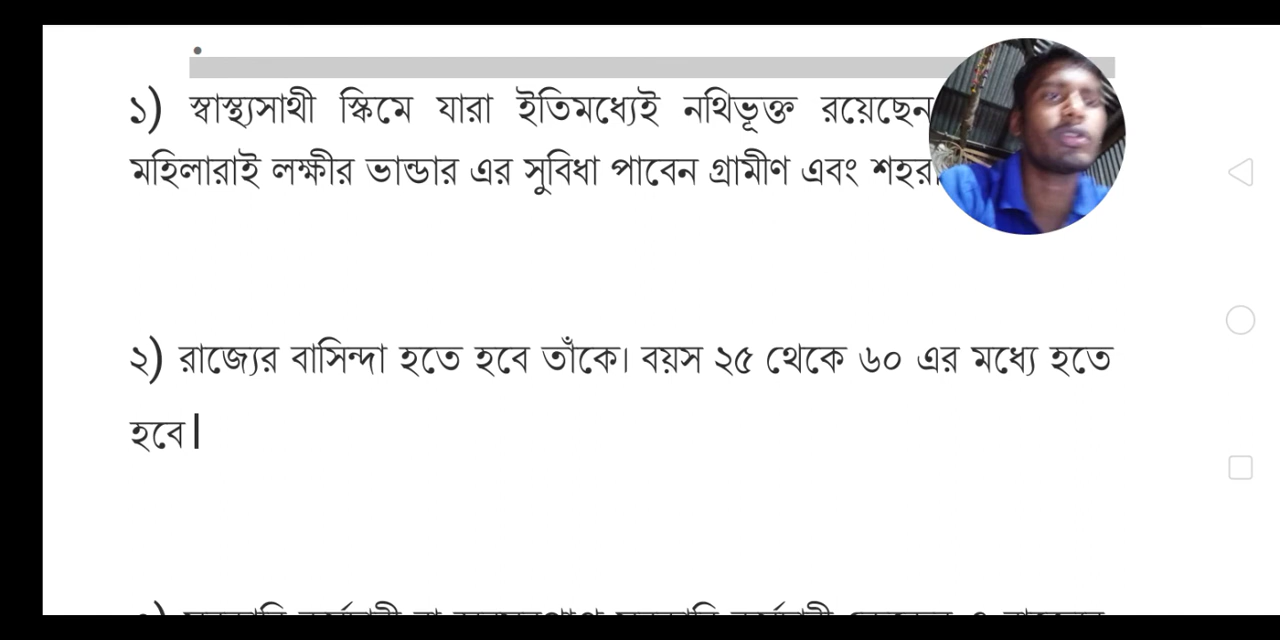 ১) স্বাস্থ্যসাথী স্কিমে যারা ইতিমধ্যেই নথিভূক্ত রয়েছেন
মহিলারাই লক্ষীর ভান্ডার এর সুবিধা পাবেন গ্রামীণ এবং শহরা
২) রাজ্যের বাসিন্দা হতে হবে তাঁকে। বয়স ২৫ থেকে ৬০ এর মধ্যে হতে
হবে|